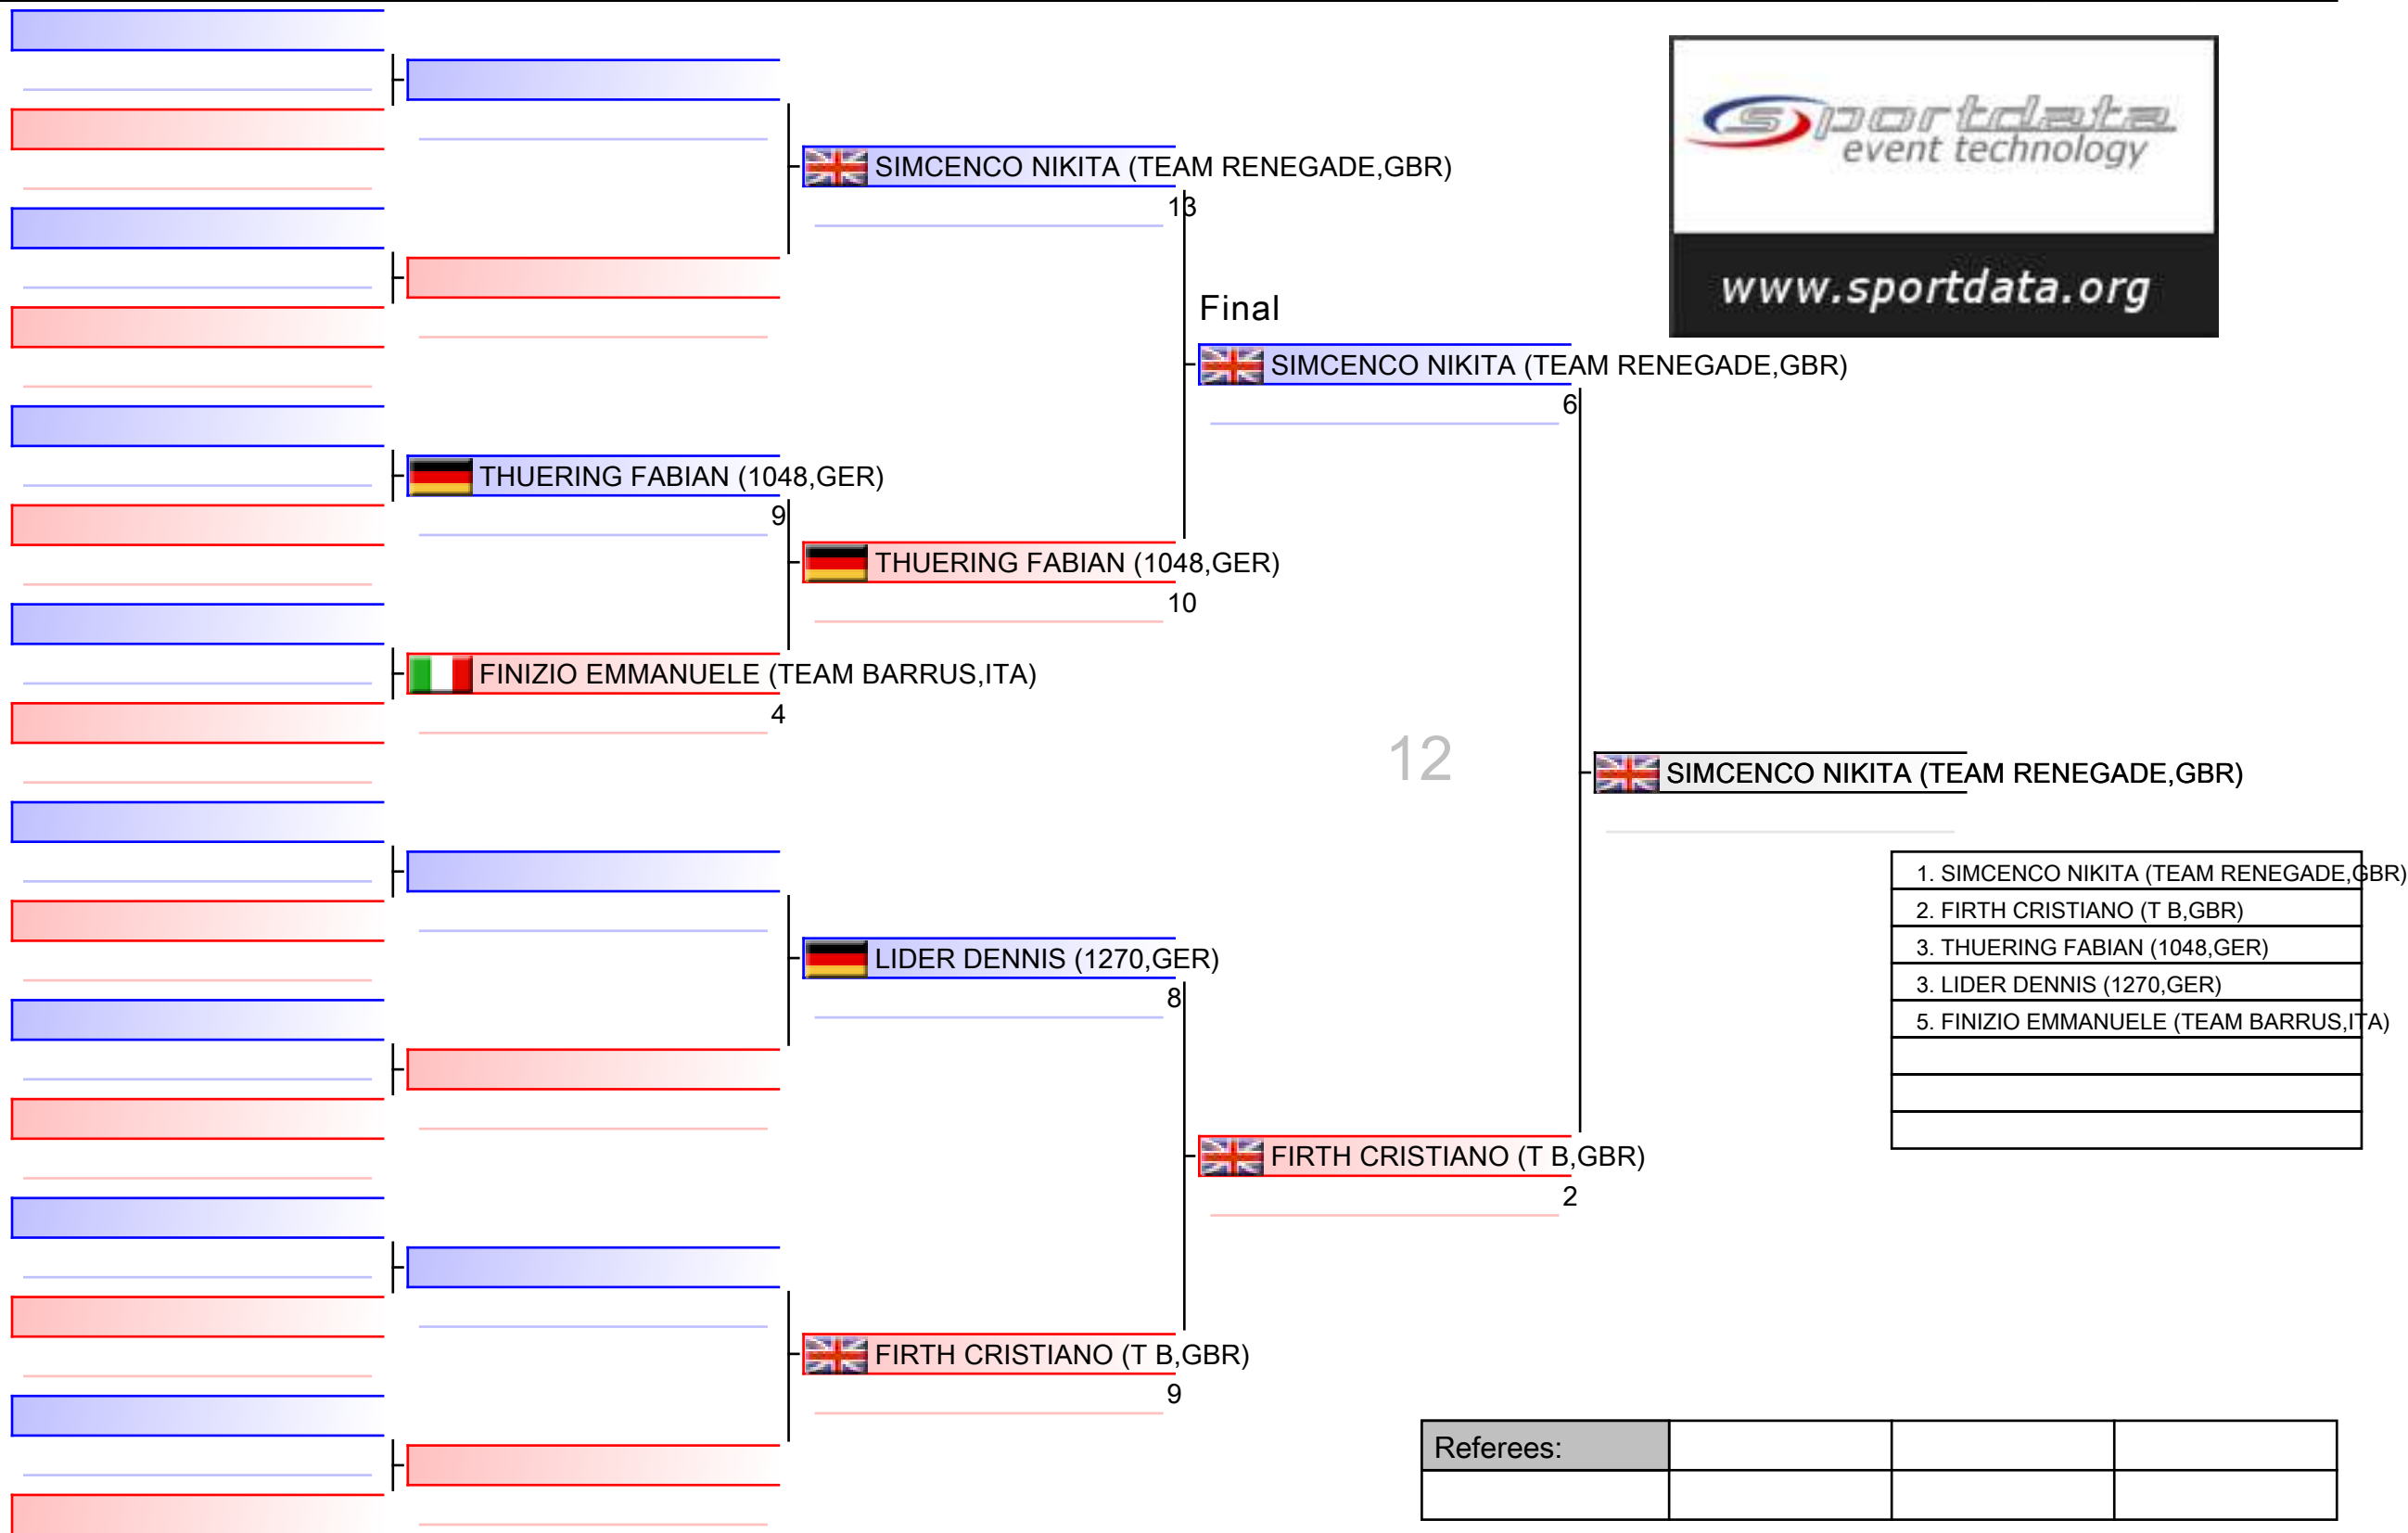 sportdata
event technology
www.sportdata.org
SIMCENCO NIKITA (TEAM RENEGADE,GBR)
13
Final
SIMCENCO NIKITA (TEAM RENEGADE,GBR)
6
THUERING FABIAN (1048,GER)
9
THUERING FABIAN (1048,GER)
10
FINIZIO EMMANUELE (TEAM BARRUS,ITA)
4
12
SIMCENCO NIKITA (TEAM RENEGADE,GBR)
1. SIMCENCO NIKITA (TEAM RENEGADE,GBR)
2. FIRTH CRISTIANO (T B,GBR)
3. THUERING FABIAN (1048,GER)
3. LIDER DENNIS (1270,GER)
5. FINIZIO EMMANUELE (TEAM BARRUS,ITA)
LIDER DENNIS (1270,GER)
8
FIRTH CRISTIANO (T B,GBR)
2
FIRTH CRISTIANO (T B,GBR)
9
Referees: